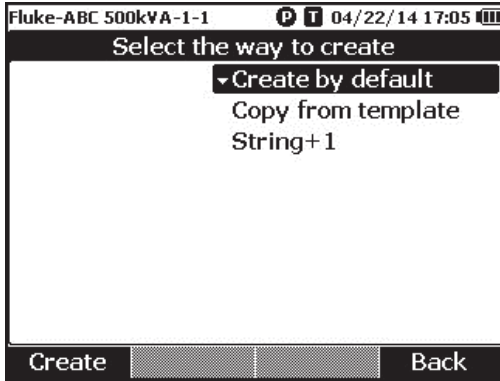 Fluke-ABC 500kVA-1-1 P T 04/22/14 17:05
Select the way to create
Create by default
Copy from template
String+1
Create Back